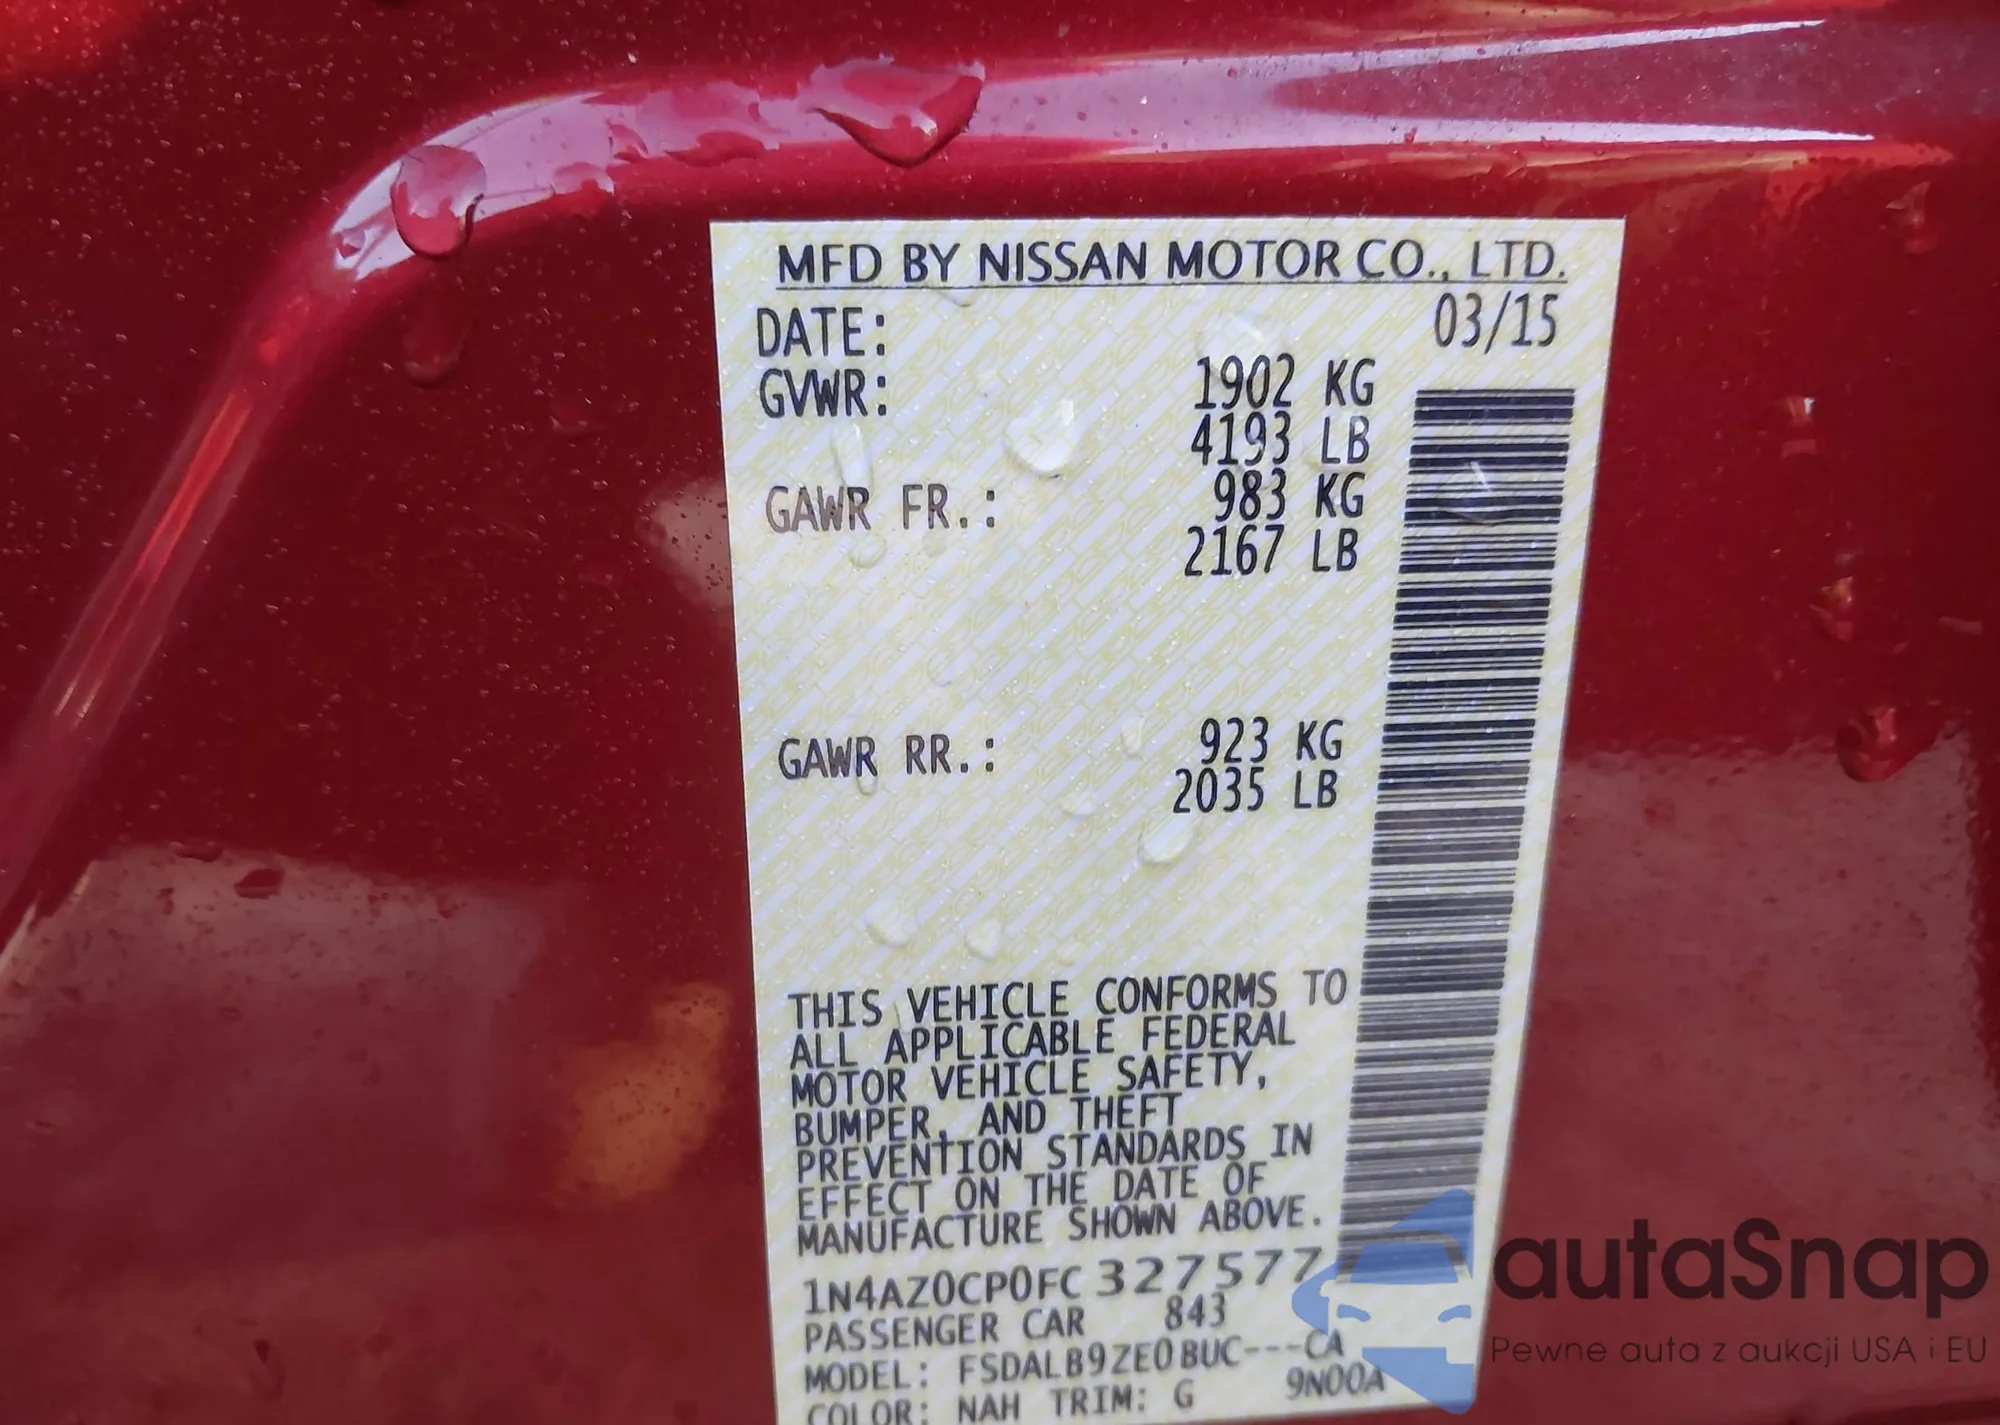 MFD BY NISSAN MOTOR CO., LTD.
DATE: 03/15
GVWR: 1902 KG
4193 LB
GAWR FR.: 983 KG
2167 LB
GAWR RR.: 923 KG
2035 LB
THIS VEHICLE CONFORMS TO
ALL APPLICABLE FEDERAL
MOTOR VEHICLE SAFETY,
BUMPER, AND THEFT
PREVENTION STANDARDS IN
EFFECT ON THE DATE OF
MANUFACTURE SHOWN ABOVE.
1N4AZ0CP0FC327577
PASSENGER CAR 843
MODEL: FSDALB9ZE0BUC---CA
COLOR: NAH TRIM: G 9N00A
autaSnap
Pewne auta z aukcji USA i EU